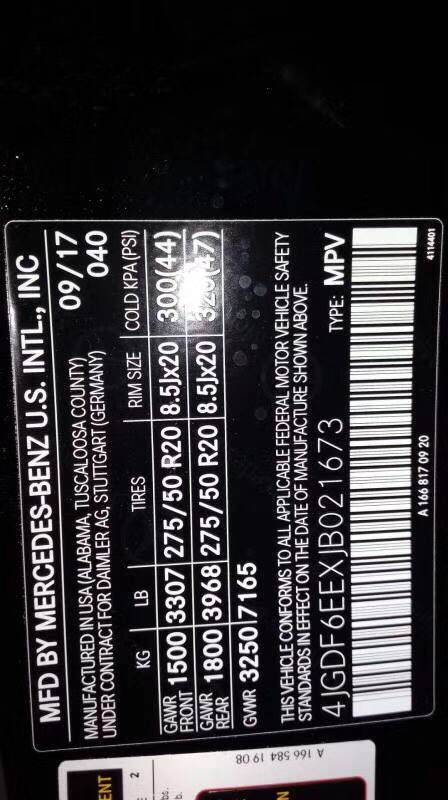 MFD BY MERCEDES-BENZ U.S. INTL., INC
MANUFACTURED IN USA (ALABAMA, TUSCALOOSA COUNTY) 09/17
UNDER CONTRACT FOR DAIMLER AG, STUTTGART (GERMANY) 040
KG LB TIRES RIM SIZE COLD KPA (PSI)
GAWR FRONT 1500 3307 275/50 R20 8.5Jx20 300(44)
GAWR REAR 1800 3968 275/50 R20 8.5Jx20 320(47)
GVWR 3250 7165
THIS VEHICLE CONFORMS TO ALL APPLICABLE FEDERAL MOTOR VEHICLE SAFETY
STANDARDS IN EFFECT ON THE DATE OF MANUFACTURE SHOWN ABOVE.
4JGDF6EEXJB021673 TYPE: MPV
A 166 817 09 20 4114401
A 166 584 19 08
2